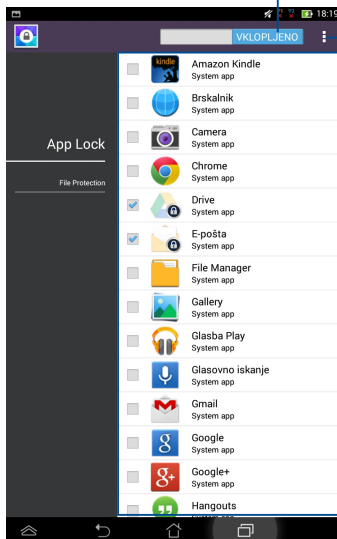 18:19
VKLOPLJENO
App Lock
File Protection
kindle
Amazon Kindle
System app
Brskalnik
System app
Camera
System app
Chrome
System app
Drive
System app
E-pošta
System app
File Manager
System app
Gallery
System app
Glasba Play
System app
Glasovno iskanje
System app
Gmail
System app
Google
System app
Google+
System app
Hangouts